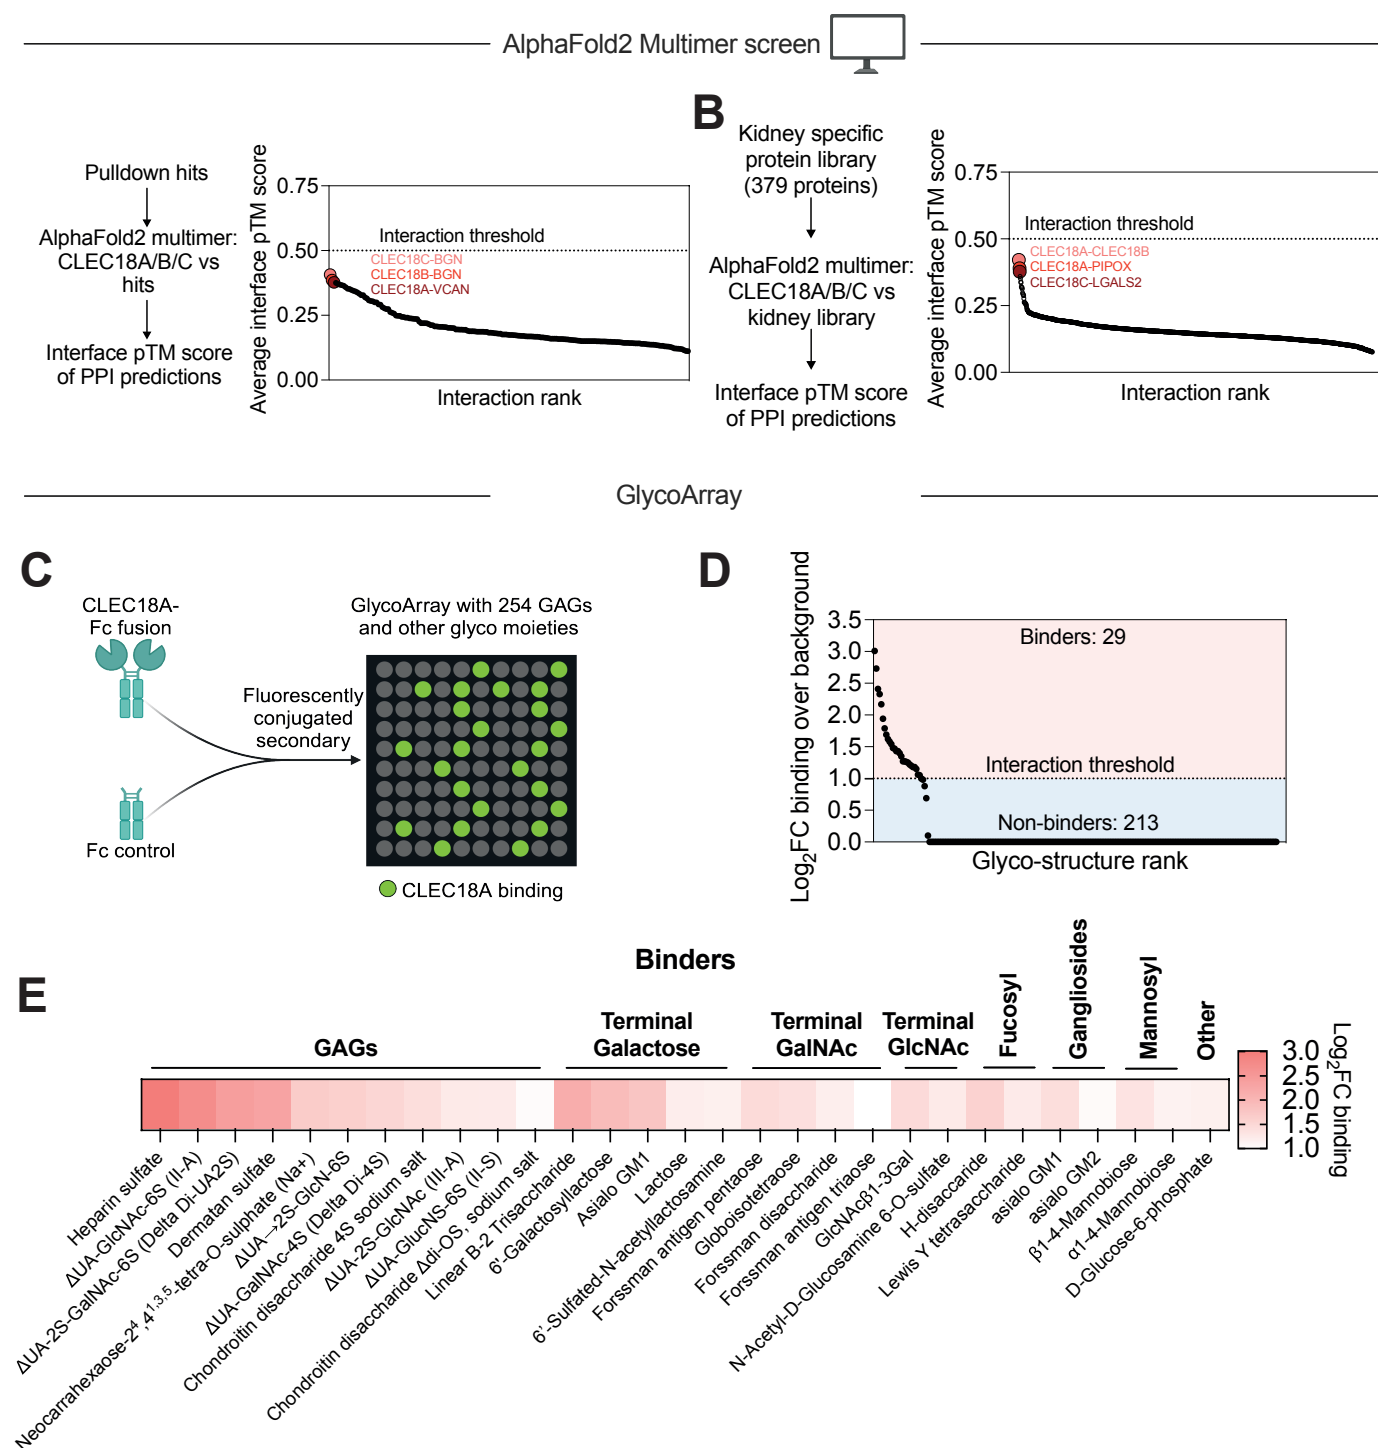 AlphaFold2 Multimer screen
Pulldown hits
AlphaFold2 multimer:
CLEC18A/B/C vs
hits
Interface pTM score
of PPI predictions
Average interface pTM score
0.75
0.50
0.25
0.00
Interaction threshold
CLEC18C-BGN
CLEC18B-BGN
CLEC18A-VCAN
Interaction rank
B
Kidney specific
protein library
(379 proteins)
AlphaFold2 multimer:
CLEC18A/B/C vs
kidney library
Interface pTM score
of PPI predictions
Average interface pTM score
0.75
0.50
0.25
0.00
Interaction threshold
CLEC18A-CLEC18B
CLEC18A-PIPOX
CLEC18C-LGALS2
Interaction rank
GlycoArray
C
CLEC18A-
Fc fusion
Fc control
Fluorescently
conjugated
secondary
GlycoArray with 254 GAGs
and other glyco moieties
CLEC18A binding
D
Log2FC binding over background
3.5
3.0
2.5
2.0
1.5
1.0
0.5
0.0
Binders: 29
Interaction threshold
Non-binders: 213
Glyco-structure rank
E
Binders
GAGs
Terminal
Galactose
Terminal
GalNAc
Terminal
GlcNAc
Fucosyl
Gangliosides
Mannosyl
Other
Heparin sulfate
ΔUA-GlcNAC-6S (II-A)
ΔUA-2S-GalNAc-6S (Delta Di-UA2S)
Dermatan sulfate
Neocarrahexaose-2⁴,4¹·³·⁵-tetra-O-sulphate (Na+)
ΔUA→2S-GlcN-6S
ΔUA-GalNAc-4S (Delta Di-4S)
Chondroitin disaccharide 4S sodium salt
ΔUA-2S-GlcNAc (III-A)
ΔUA-GlucNS-6S (II-S)
Chondroitin disaccharide Δdi-OS, sodium salt
Linear B-2 Trisaccharide
6'-Galactosyllactose
Asialo GM1
Lactose
6'-Sulfated-N-acetyllactosamine
Forssman antigen pentaose
Globoisotetraose
Forssman disaccharide
Forssman antigen triaose
GlcNAcβ1-3Gal
N-Acetyl-D-Glucosamine 6-O-sulfate
H-disaccaride
Lewis Y tetrasaccharide
asialo GM1
asialo GM2
β1-4-Mannobiose
α1-4-Mannobiose
D-Glucose-6-phosphate
3.0
2.5
2.0
1.5
1.0
Log2FC binding